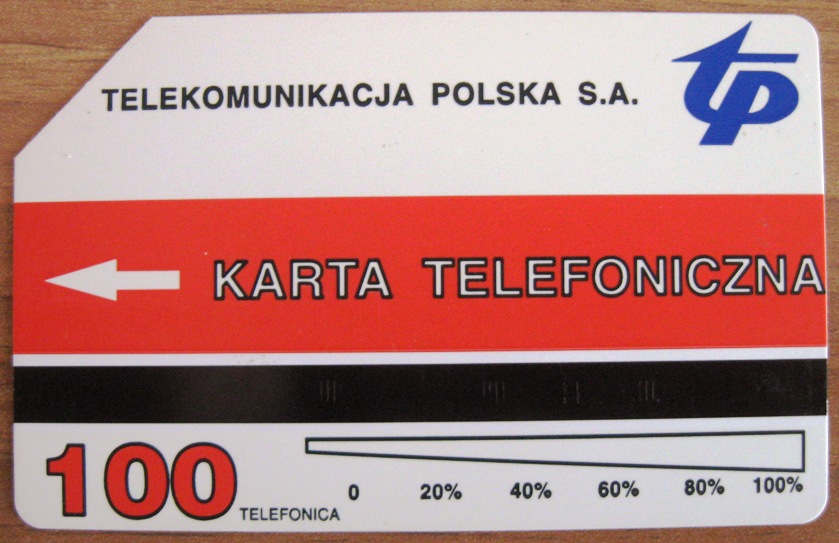 TELEKOMUNIKACJA POLSKA S.A.
tp
KARTA TELEFONICZNA
100
TELEFONICA
0 20% 40% 60% 80% 100%